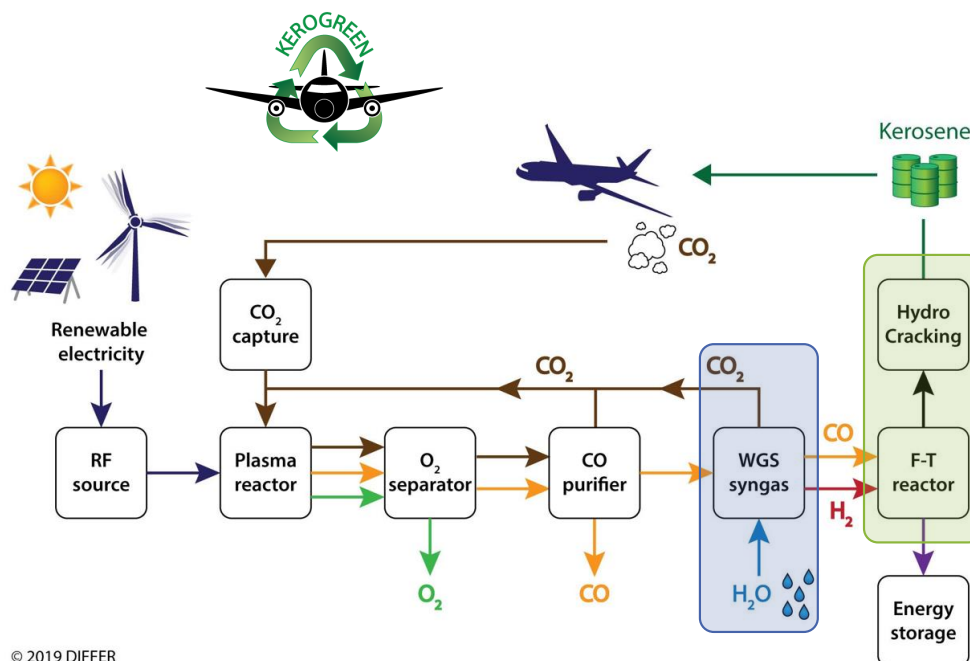 KEROGREEN
Kerosene
CO₂
CO₂
capture
Renewable
electricity
Hydro
Cracking
CO₂
CO₂
RF
source
Plasma
reactor
O₂
separator
CO
purifier
WGS
syngas
CO
H₂
F-T
reactor
O₂
CO
H₂O
Energy
storage
© 2019 DIFFER